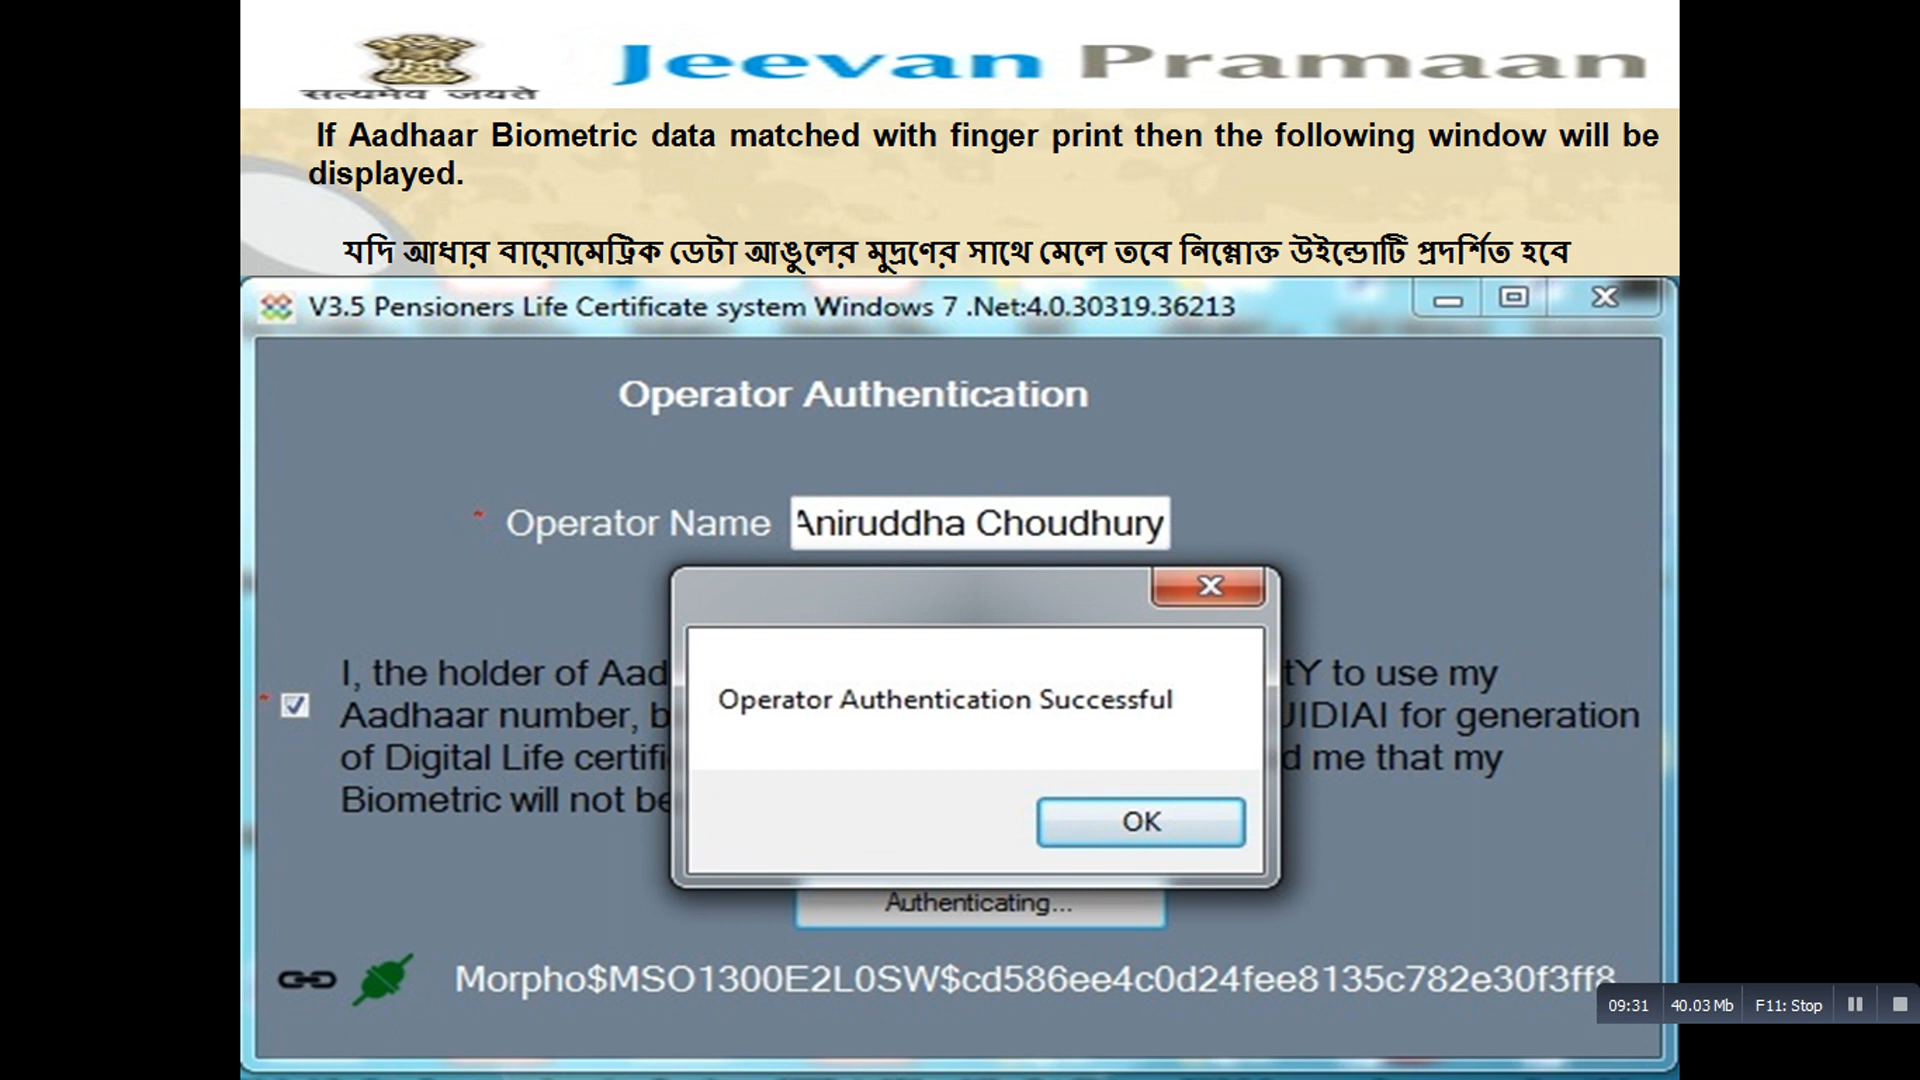 सत्यमेव जयते
Jeevan Pramaan
If Aadhaar Biometric data matched with finger print then the following window will be
displayed.
যদি আধার বায়োমেট্রিক ডেটা আঙুলের মুদ্রণের সাথে মেলে তবে নিম্নোক্ত উইন্ডোটি প্রদর্শিত হবে
V3.5 Pensioners Life Certificate system Windows 7 .Net:4.0.30319.36213
Operator Authentication
* Operator Name Aniruddha Choudhury
I, the holder of Aad tY to use my
* Aadhaar number, b UIDIAI for generation
of Digital Life certifi d me that my
Biometric will not be
Operator Authentication Successful
OK
Authenticating...
Morpho$MSO1300E2L0SW$cd586ee4c0d24fee8135c782e30f3ff8
09:31 40.03 Mb F11: Stop